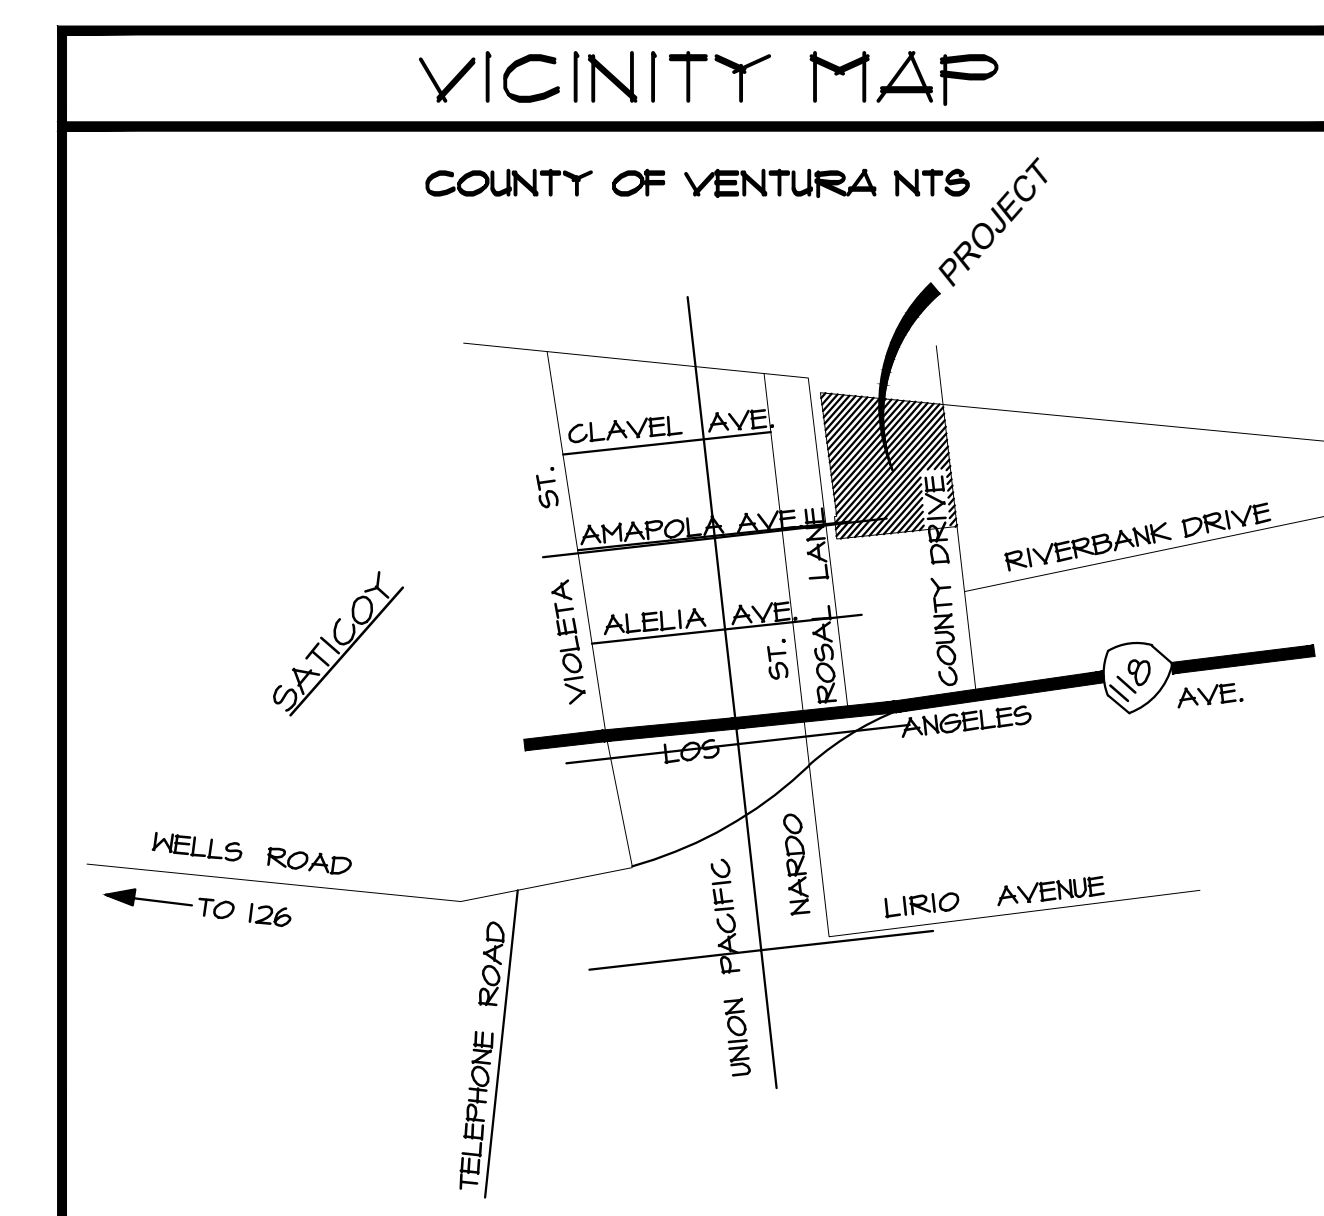 VICINITY MAP
COUNTY OF VENTURA NTS
PROJECT
CLAVEL AVE.
AMAPOLA AVE.
ALELIA AVE.
VIOLETA ST.
NARDO ST.
ROSAL LANE
COUNTY DRIVE
RIVERBANK DRIVE
SATICOY
118
LOS ANGELES AVE.
WELLS ROAD
TO 126
LIRIO AVENUE
UNION PACIFIC
TELEPHONE ROAD